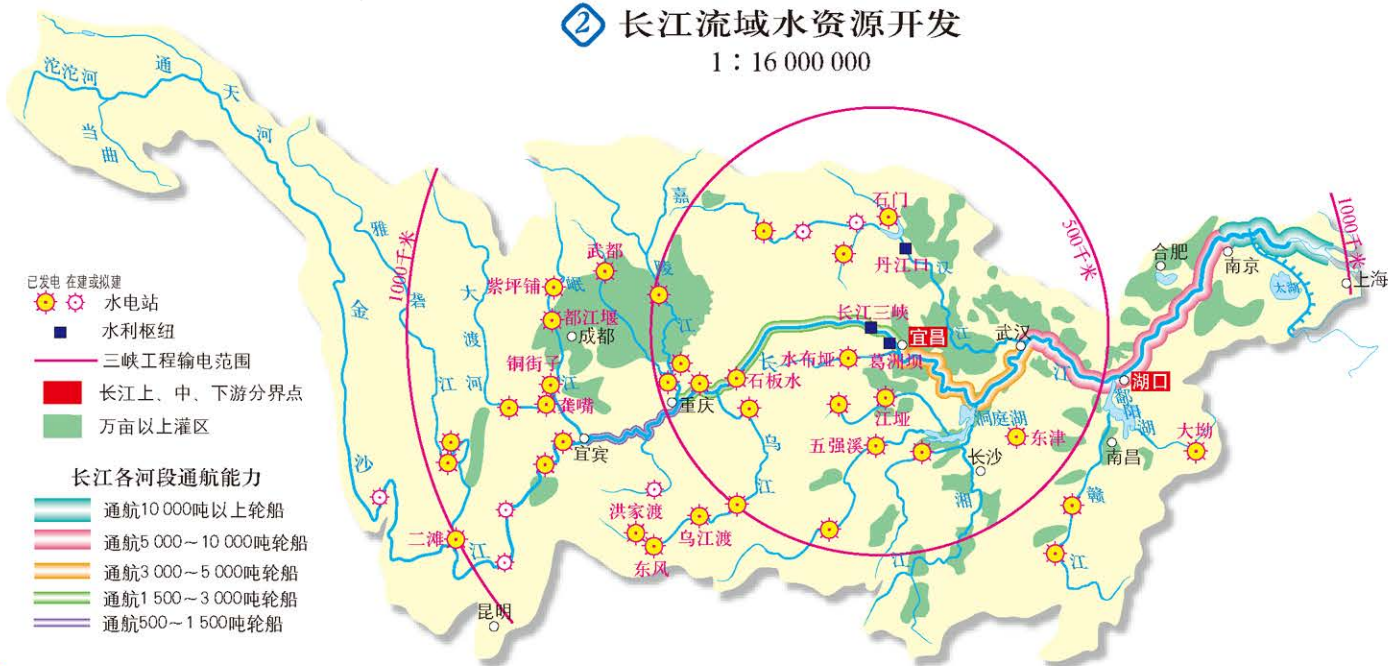 ② 长江流域水资源开发
1：16 000 000
沱沱河
通天河
当曲
雅砻江
金沙江
大渡河
岷江
嘉陵江
乌江
汉江
长江
湘江
赣江
1000千米
500千米
1000千米
紫坪铺
武都
都江堰
成都
铜街子
龚嘴
宜宾
重庆
石板水
二滩
昆明
洪家渡
东风
乌江渡
石门
丹江口
长江三峡
宜昌
葛洲坝
水布垭
江垭
五强溪
洞庭湖
长沙
东津
武汉
湖口
鄱阳湖
南昌
大坳
合肥
南京
太湖
上海
已发电 在建或拟建
水电站
水利枢纽
三峡工程输电范围
长江上、中、下游分界点
万亩以上灌区
长江各河段通航能力
通航10 000吨以上轮船
通航5 000～10 000吨轮船
通航3 000～5 000吨轮船
通航1 500～3 000吨轮船
通航500～1 500吨轮船